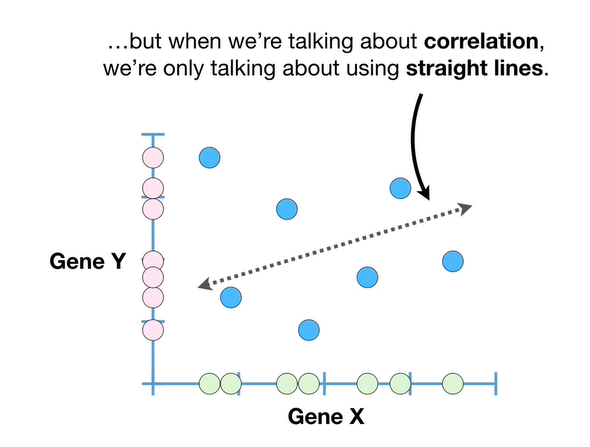 ...but when we're talking about correlation,
we're only talking about using straight lines.
Gene Y
Gene X